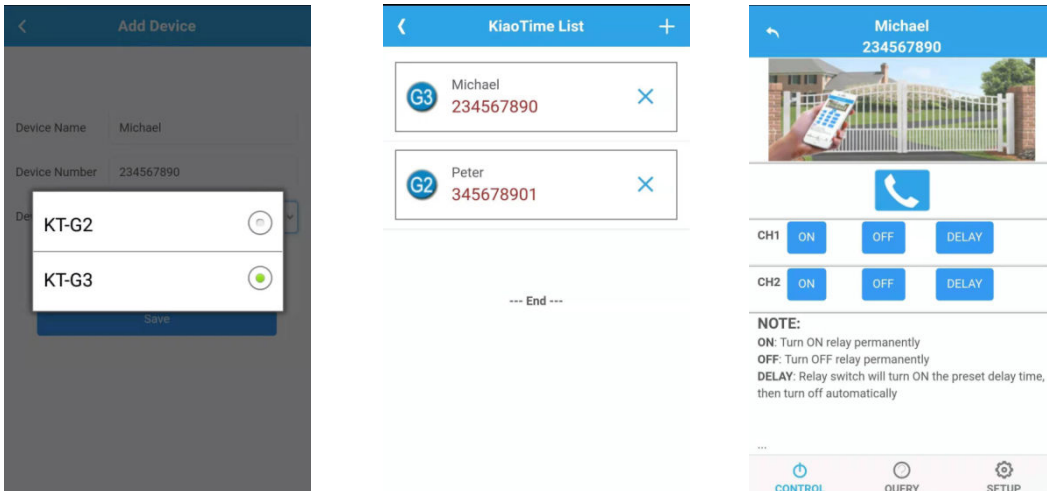 Add Device
Device Name Michael
Device Number 234567890
De
KT-G2
KT-G3
Save
KiaoTime List
G3
Michael
234567890
G2
Peter
345678901
--- End ---
Michael
234567890
CH1 ON OFF DELAY
CH2 ON OFF DELAY
NOTE:
ON: Turn ON relay permanently
OFF: Turn OFF relay permanently
DELAY: Relay switch will turn ON the preset delay time,
then turn off automatically
...
CONTROL QUERY SETUP